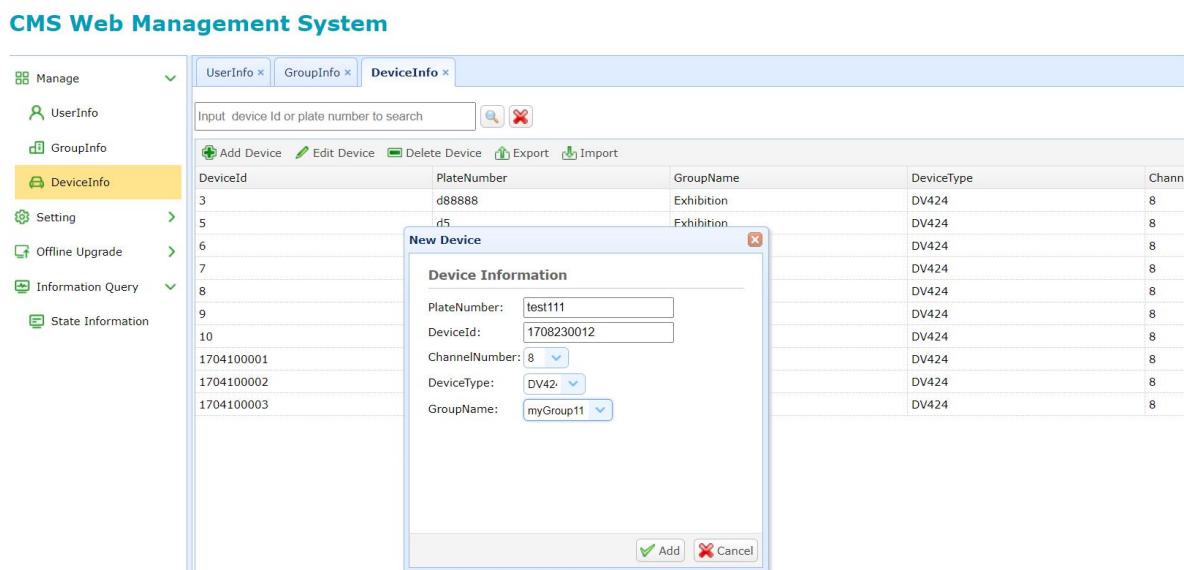 CMS Web Management System
Manage
UserInfo
GroupInfo
DeviceInfo
Setting
Offline Upgrade
Information Query
State Information
UserInfo × GroupInfo × DeviceInfo ×
Input device Id or plate number to search
Add Device Edit Device Delete Device Export Import
DeviceId PlateNumber GroupName DeviceType Chann
3 d88888 Exhibition DV424 8
5 d5 Exhibition DV424 8
6 DV424 8
7 DV424 8
8 DV424 8
9 DV424 8
10 DV424 8
1704100001 DV424 8
1704100002 DV424 8
1704100003 DV424 8
New Device
Device Information
PlateNumber: test111
DeviceId: 1708230012
ChannelNumber: 8
DeviceType: DV424
GroupName: myGroup11
Add Cancel